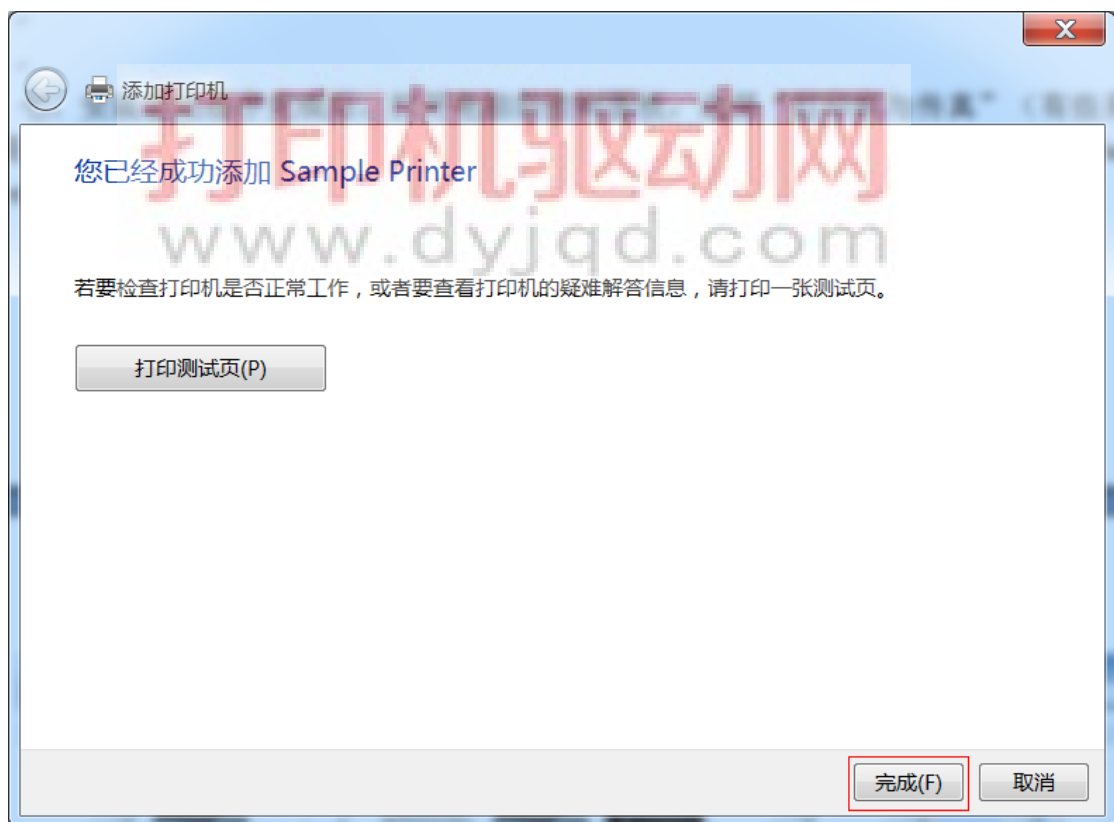 添加打印机
打印机驱动网
www.dyjqd.com
您已经成功添加 Sample Printer
若要检查打印机是否正常工作，或者要查看打印机的疑难解答信息，请打印一张测试页。
打印测试页(P)
完成(F)
取消